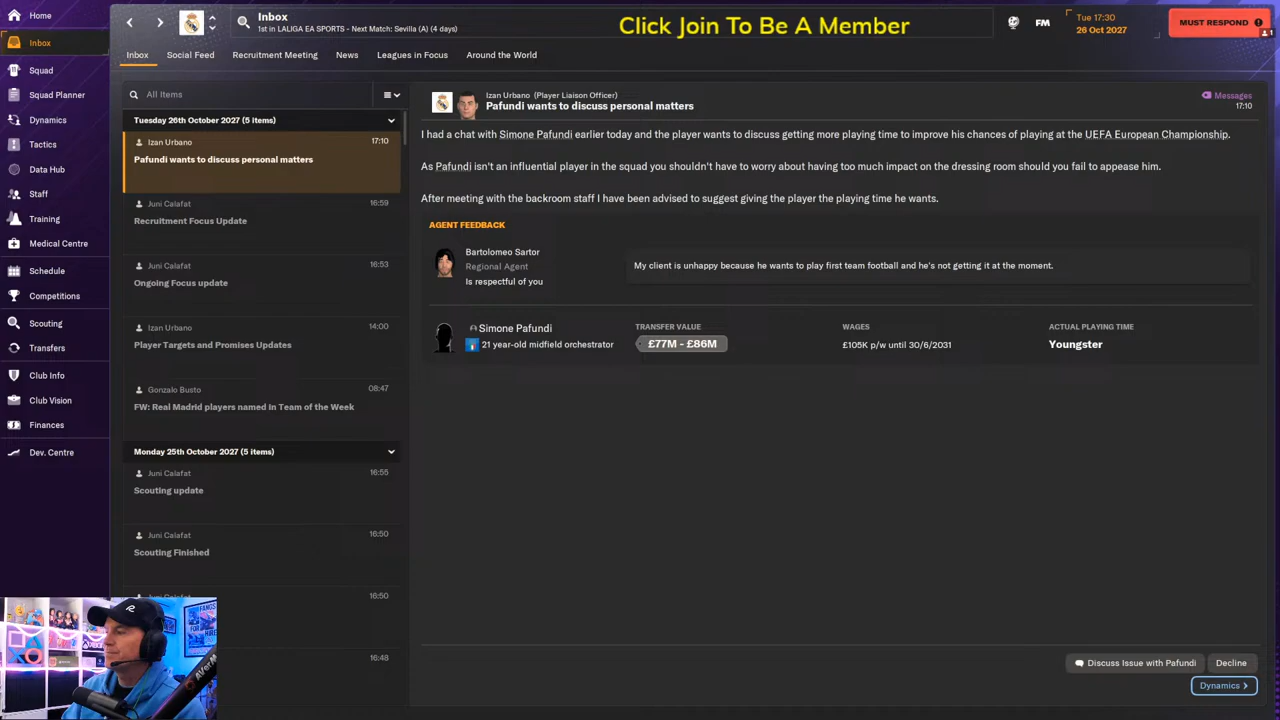 Home
Inbox
Squad
Squad Planner
Dynamics
Tactics
Data Hub
Staff
Training
Medical Centre
Schedule
Competitions
Scouting
Transfers
Club Info
Club Vision
Finances
Dev. Centre
Inbox
1st in LALIGA EA SPORTS - Next Match: Sevilla (A) (4 days)
Click Join To Be A Member
FM
Tue 17:30
26 Oct 2027
MUST RESPOND
1
Inbox
Social Feed
Recruitment Meeting
News
Leagues in Focus
Around the World
All Items
Tuesday 26th October 2027 (5 items)
Izan Urbano
17:10
Pafundi wants to discuss personal matters
Juni Calafat
16:59
Recruitment Focus Update
Juni Calafat
16:53
Ongoing Focus update
Izan Urbano
14:00
Player Targets and Promises Updates
Gonzalo Busto
08:47
FW: Real Madrid players named in Team of the Week
Monday 25th October 2027 (5 items)
Juni Calafat
16:55
Scouting update
Juni Calafat
16:50
Scouting Finished
16:50
16:48
Izan Urbano (Player Liaison Officer)
Pafundi wants to discuss personal matters
Messages
17:10
I had a chat with Simone Pafundi earlier today and the player wants to discuss getting more playing time to improve his chances of playing at the UEFA European Championship.
As Pafundi isn't an influential player in the squad you shouldn't have to worry about having too much impact on the dressing room should you fail to appease him.
After meeting with the backroom staff I have been advised to suggest giving the player the playing time he wants.
AGENT FEEDBACK
Bartolomeo Sartor
Regional Agent
Is respectful of you
My client is unhappy because he wants to play first team football and he's not getting it at the moment.
Simone Pafundi
21 year-old midfield orchestrator
TRANSFER VALUE
£77M - £86M
WAGES
£105K p/w until 30/6/2031
ACTUAL PLAYING TIME
Youngster
Discuss Issue with Pafundi
Decline
Dynamics
FANGS
HIRE